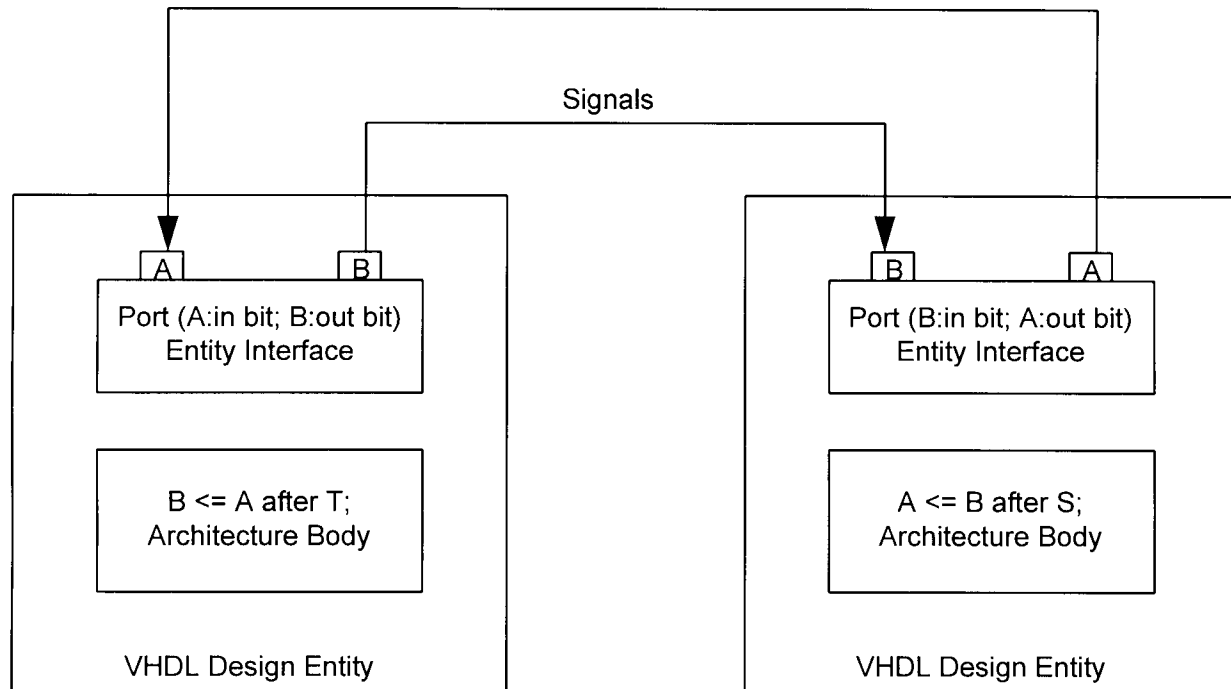 Signals
A
B
B
A
Port (A:in bit; B:out bit)
Entity Interface
Port (B:in bit; A:out bit)
Entity Interface
B <= A after T;
Architecture Body
A <= B after S;
Architecture Body
VHDL Design Entity
VHDL Design Entity